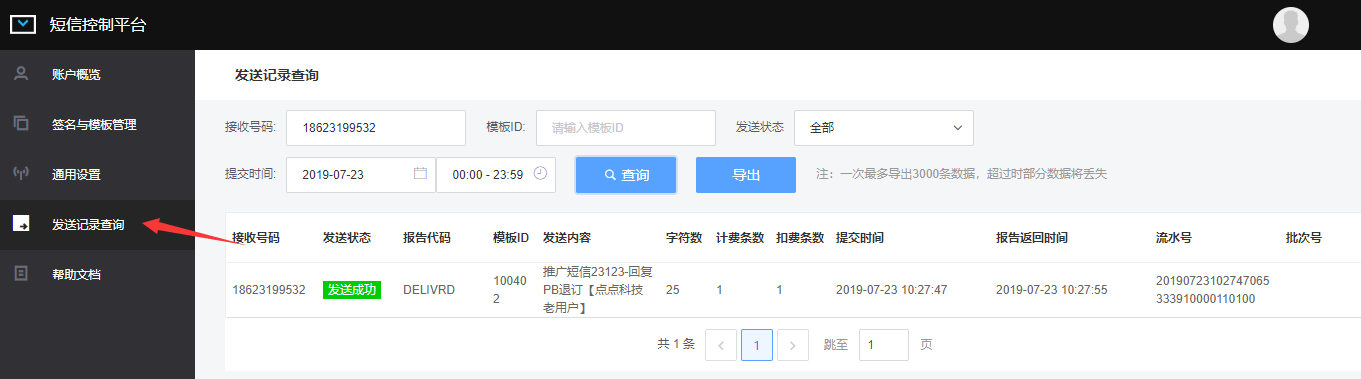 短信控制平台
账户概览
签名与模板管理
通用设置
发送记录查询
帮助文档
发送记录查询
接收号码: 18623199532 模板ID: 请输入模板ID 发送状态 全部
提交时间: 2019-07-23 00:00 - 23:59 查询 导出 注：一次最多导出3000条数据，超过时部分数据将丢失
接收号码 发送状态 报告代码 模板ID 发送内容 字符数 计费条数 扣费条数 提交时间 报告返回时间 流水号 批次号
18623199532 发送成功 DELIVRD 10040
2 推广短信23123-回复
PB退订【点点科技
老用户】 25 1 1 2019-07-23 10:27:47 2019-07-23 10:27:55 20190723102747065
333910000110100
共 1 条 < 1 > 跳至 1 页